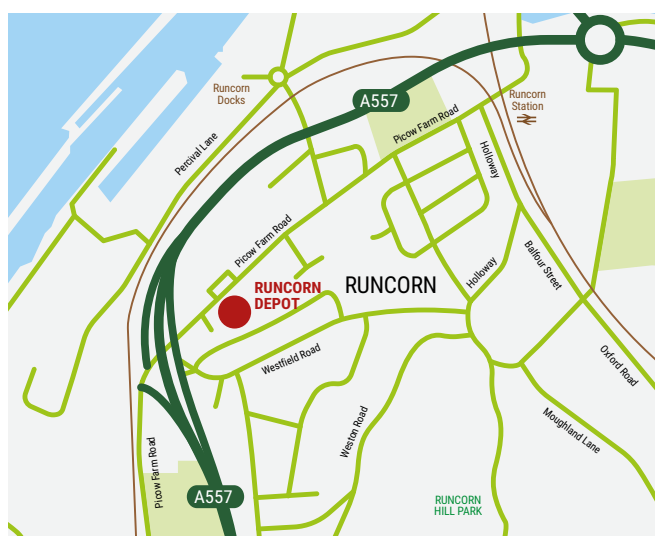 Runcorn
Docks
A557
Runcorn
Station
Picow Farm Road
Percival Lane
Holloway
Picow Farm Road
Balfour Street
Holloway
RUNCORN
DEPOT
RUNCORN
Westfield Road
Oxford Road
Weston Road
Moughland Lane
Picow Farm Road
A557
RUNCORN
HILL PARK